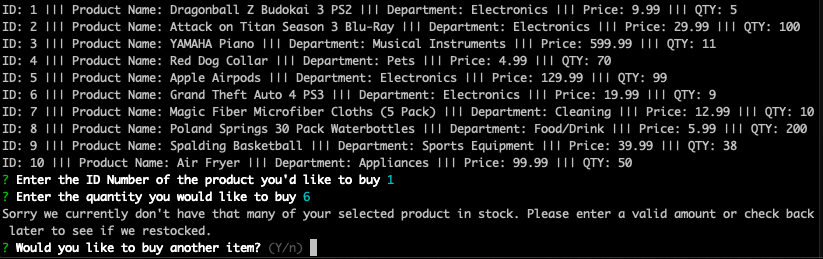 ID: 1 ||| Product Name: Dragonball Z Budokai 3 PS2 ||| Department: Electronics ||| Price: 9.99 ||| QTY: 5
ID: 2 ||| Product Name: Attack on Titan Season 3 Blu-Ray ||| Department: Electronics ||| Price: 29.99 ||| QTY: 100
ID: 3 ||| Product Name: YAMAHA Piano ||| Department: Musical Instruments ||| Price: 599.99 ||| QTY: 11
ID: 4 ||| Product Name: Red Dog Collar ||| Department: Pets ||| Price: 4.99 ||| QTY: 70
ID: 5 ||| Product Name: Apple Airpods ||| Department: Electronics ||| Price: 129.99 ||| QTY: 99
ID: 6 ||| Product Name: Grand Theft Auto 4 PS3 ||| Department: Electronics ||| Price: 19.99 ||| QTY: 9
ID: 7 ||| Product Name: Magic Fiber Microfiber Cloths (5 Pack) ||| Department: Cleaning ||| Price: 12.99 ||| QTY: 10
ID: 8 ||| Product Name: Poland Springs 30 Pack Waterbottles ||| Department: Food/Drink ||| Price: 5.99 ||| QTY: 200
ID: 9 ||| Product Name: Spalding Basketball ||| Department: Sports Equipment ||| Price: 39.99 ||| QTY: 38
ID: 10 ||| Product Name: Air Fryer ||| Department: Appliances ||| Price: 99.99 ||| QTY: 50
? Enter the ID Number of the product you'd like to buy 1
? Enter the quantity you would like to buy 6
Sorry we currently don't have that many of your selected product in stock. Please enter a valid amount or check back
later to see if we restocked.
? Would you like to buy another item? (Y/n)